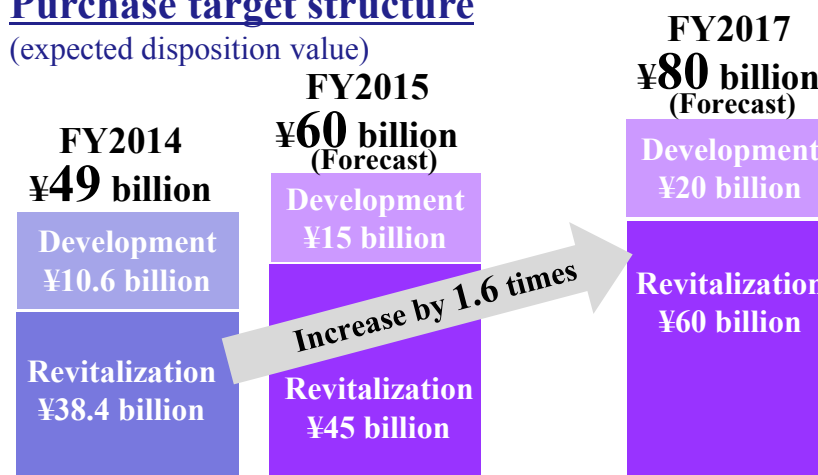 Purchase target structure
(expected disposition value)
FY2014
¥49 billion
Development
¥10.6 billion
Revitalization
¥38.4 billion
FY2015
¥60 billion
(Forecast)
Development
¥15 billion
Revitalization
¥45 billion
Increase by 1.6 times
FY2017
¥80 billion
(Forecast)
Development
¥20 billion
Revitalization
¥60 billion